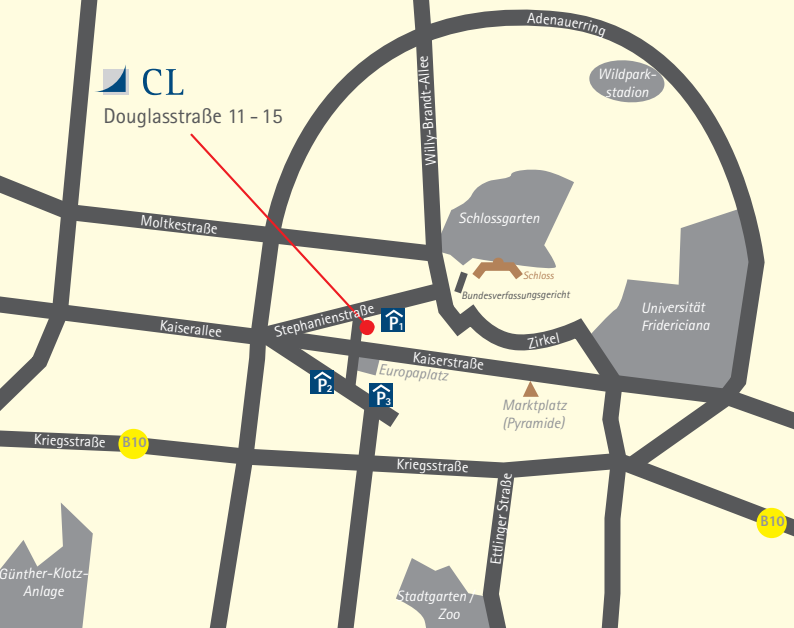 Adenauerring
Wildpark-
stadion
CL
Douglasstraße 11 - 15
Willy-Brandt-Allee
Moltkestraße
Schlossgarten
Schloss
Bundesverfassungsgericht
Universität
Fridericiana
Stephanienstraße
P1
Kaiserallee
Zirkel
Kaiserstraße
Europaplatz
P2
P3
Marktplatz
(Pyramide)
Kriegsstraße
B10
Kriegsstraße
Ettlinger Straße
B10
Günther-Klotz-
Anlage
Stadtgarten /
Zoo